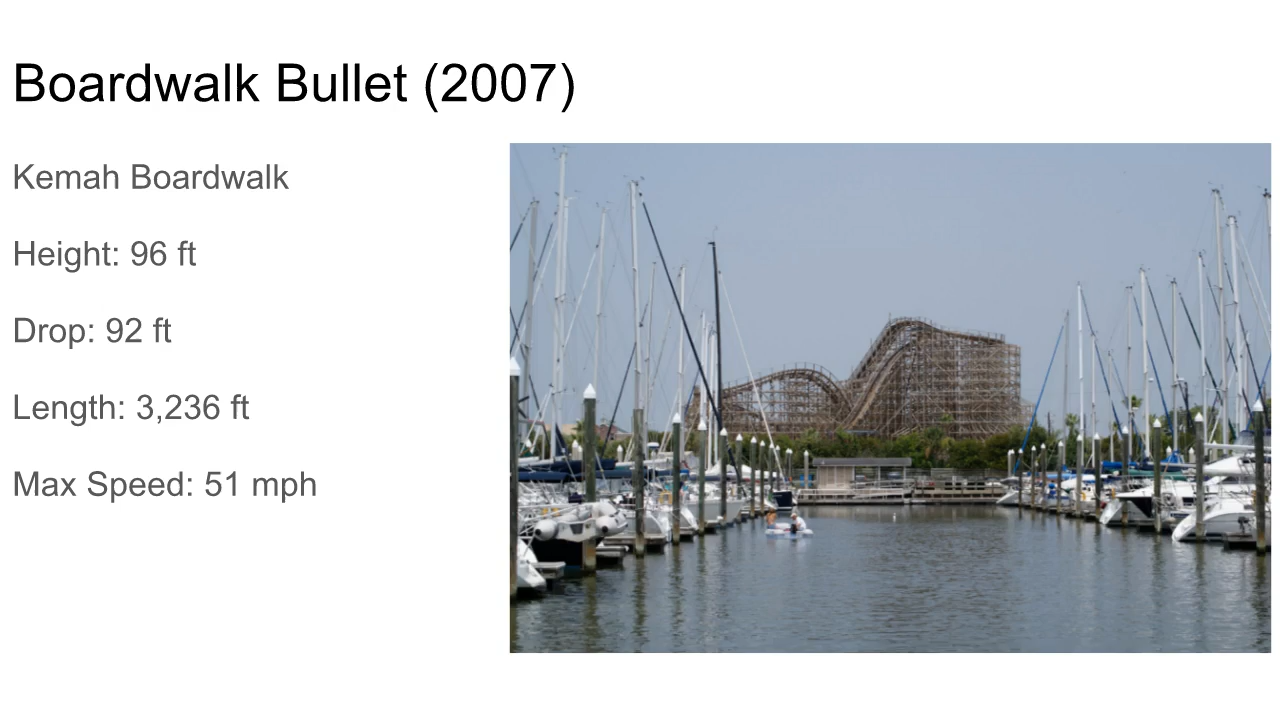 Boardwalk Bullet (2007)
Kemah Boardwalk
Height: 96 ft
Drop: 92 ft
Length: 3,236 ft
Max Speed: 51 mph